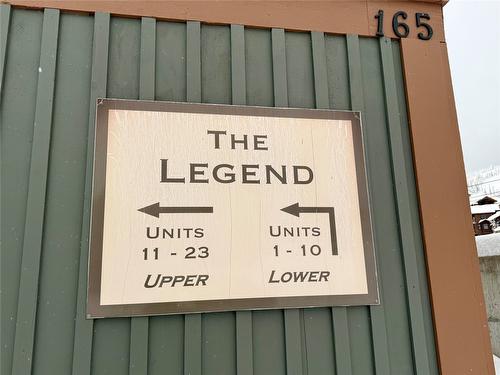 165
THE
LEGEND
UNITS
11 - 23
UPPER
UNITS
1 - 10
LOWER